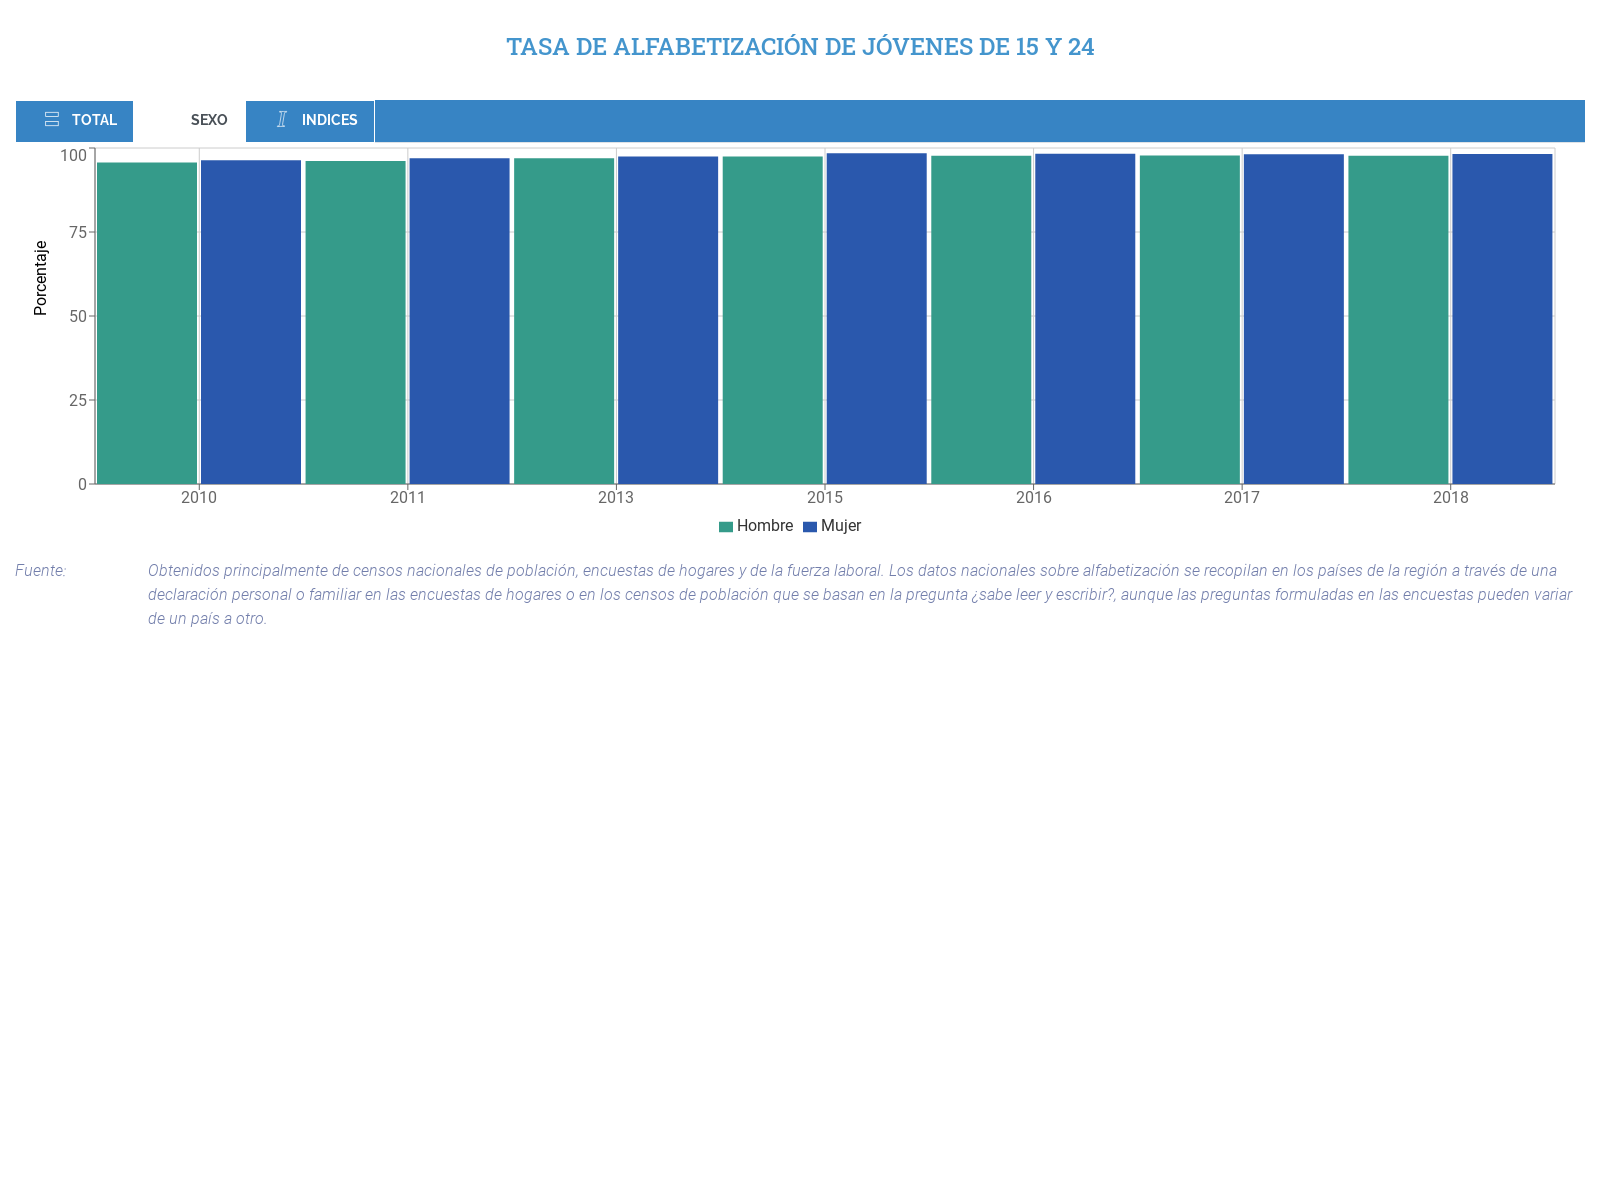 TASA DE ALFABETIZACIÓN DE JÓVENES DE 15 Y 24
TOTAL SEXO INDICES
100
75
50
25
0
Porcentaje
2010 2011 2013 2015 2016 2017 2018
Hombre Mujer
Fuente: Obtenidos principalmente de censos nacionales de población, encuestas de hogares y de la fuerza laboral. Los datos nacionales sobre alfabetización se recopilan en los países de la región a través de una
declaración personal o familiar en las encuestas de hogares o en los censos de población que se basan en la pregunta ¿sabe leer y escribir?, aunque las preguntas formuladas en las encuestas pueden variar
de un país a otro.